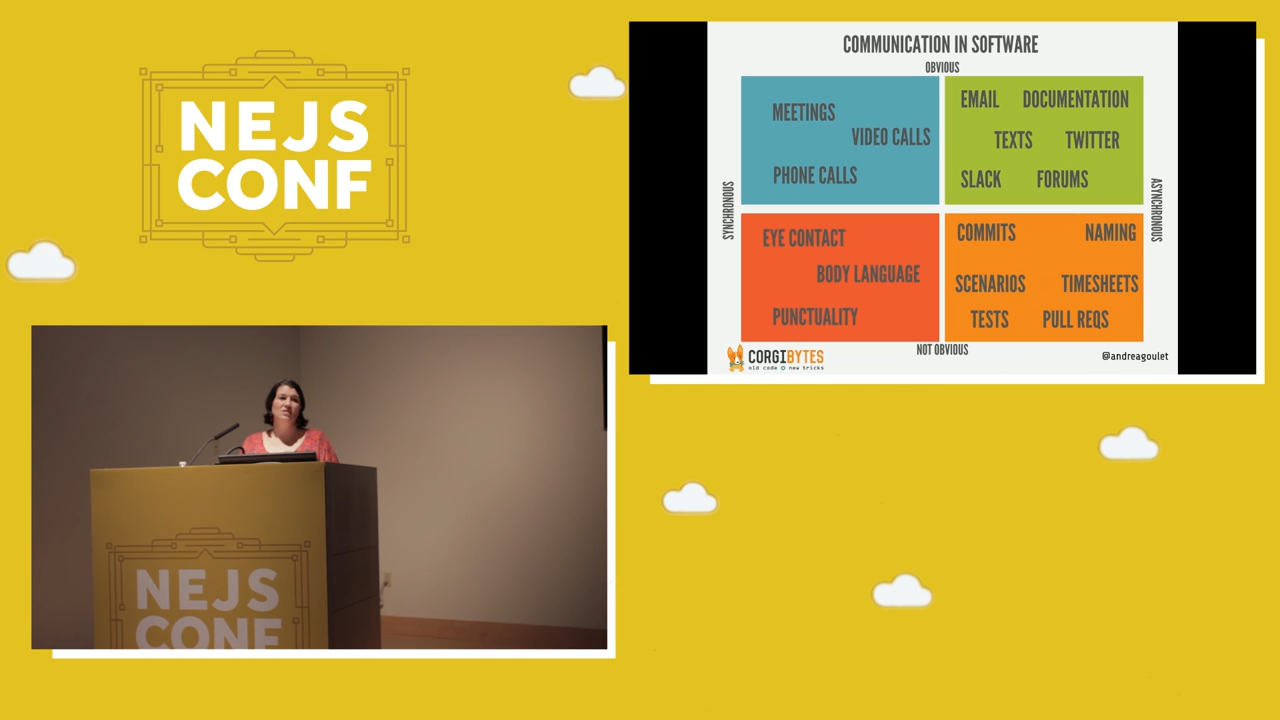 NEJS
CONF
COMMUNICATION IN SOFTWARE
OBVIOUS
MEETINGS
VIDEO CALLS
PHONE CALLS
EMAIL DOCUMENTATION
TEXTS TWITTER
SLACK FORUMS
SYNCHRONOUS
ASYNCHRONOUS
EYE CONTACT
BODY LANGUAGE
PUNCTUALITY
COMMITS NAMING
SCENARIOS TIMESHEETS
TESTS PULL REQS
NOT OBVIOUS
CORGIBYTES
old code new tricks
@andreagoulet
NEJS
CONF